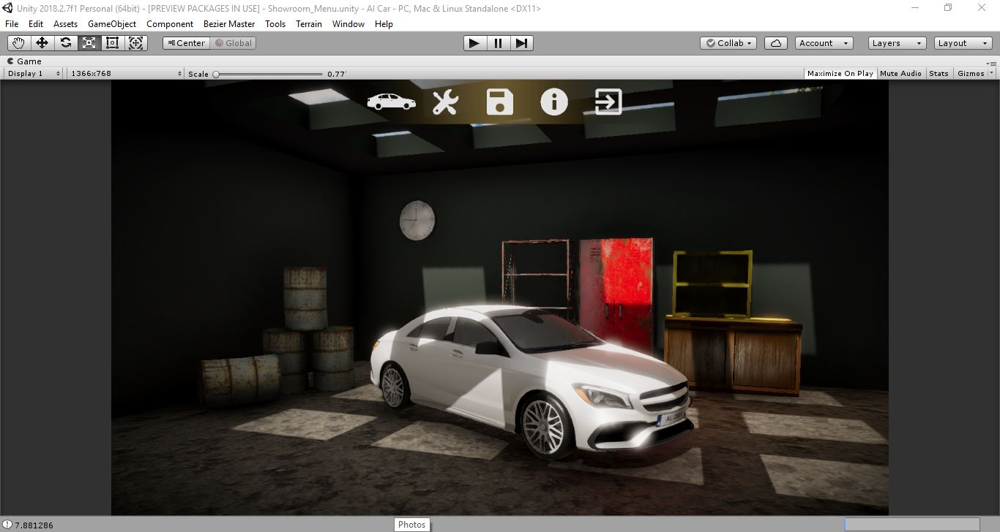 Unity 2018.2.7f1 Personal (64bit) - [PREVIEW PACKAGES IN USE] - Showroom_Menu.unity - AI Car - PC, Mac & Linux Standalone <DX11>
File Edit Assets GameObject Component Bezier Master Tools Terrain Window Help
Center Global Collab Account Layers Layout
Game
Display 1 1366x768 Scale 0.77 Maximize On Play Mute Audio Stats Gizmos
AL
7.881286 Photos